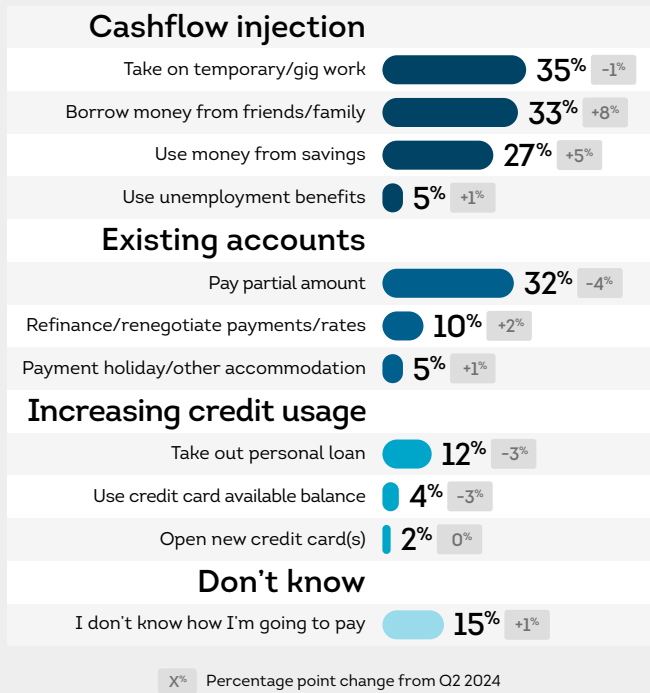 Cashflow injection
Take on temporary/gig work 35% -1%
Borrow money from friends/family 33% +8%
Use money from savings 27% +5%
Use unemployment benefits 5% +1%
Existing accounts
Pay partial amount 32% -4%
Refinance/renegotiate payments/rates 10% +2%
Payment holiday/other accommodation 5% +1%
Increasing credit usage
Take out personal loan 12% -3%
Use credit card available balance 4% -3%
Open new credit card(s) 2% 0%
Don't know
I don't know how I'm going to pay 15% +1%
X% Percentage point change from Q2 2024